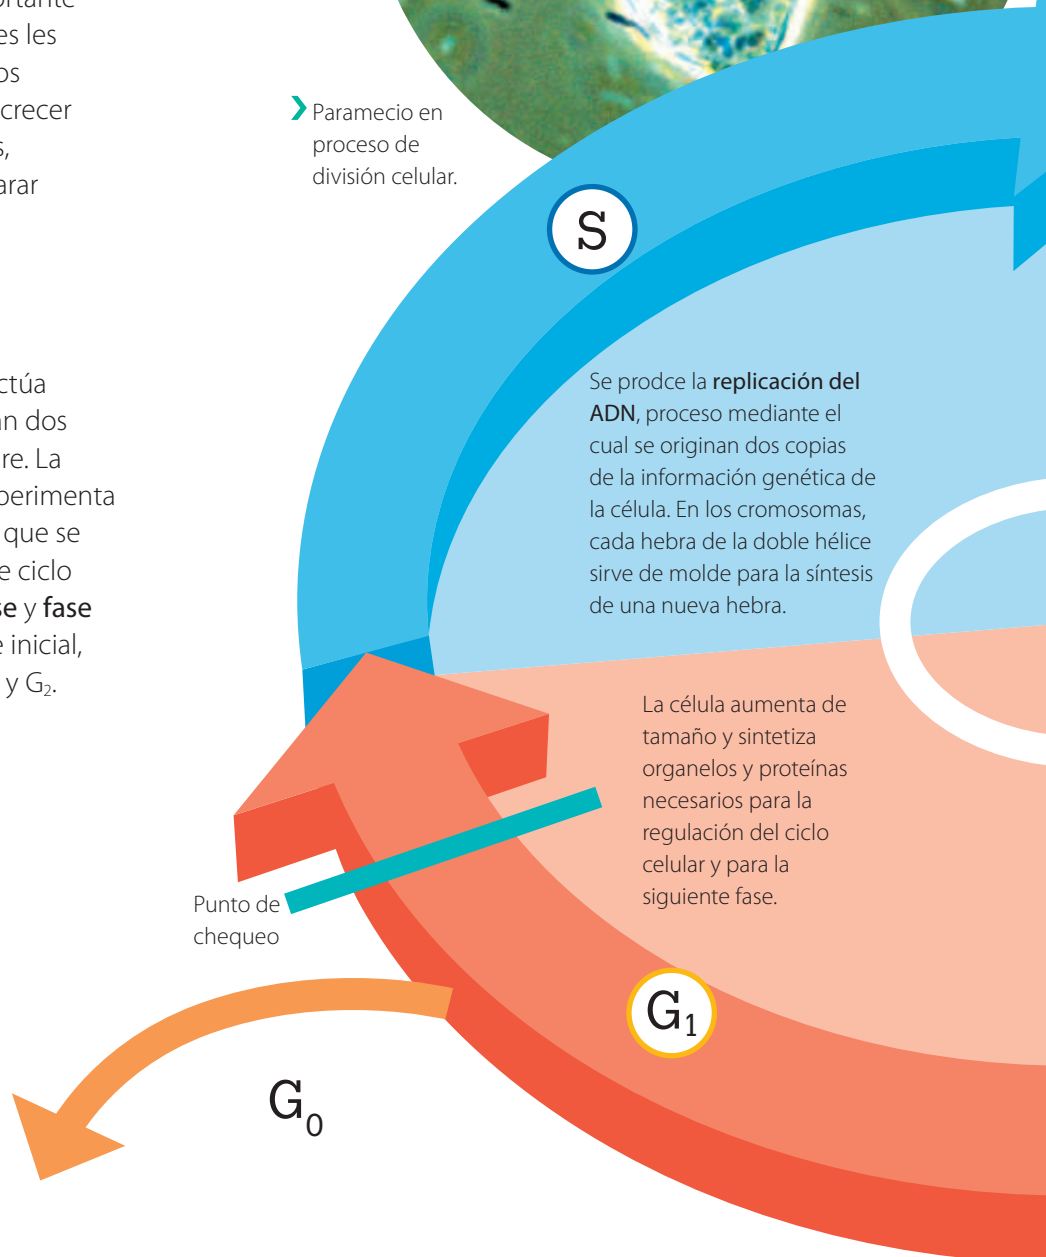 es les
os
crecer
s,
arar
Paramecio en
proceso de
división celular.
S
ctúa
an dos
re. La
perimenta
que se
e ciclo
se y fase
e inicial,
y G₂.
Se prodce la replicación del
ADN, proceso mediante el
cual se originan dos copias
de la información genética de
la célula. En los cromosomas,
cada hebra de la doble hélice
sirve de molde para la síntesis
de una nueva hebra.
La célula aumenta de
tamaño y sintetiza
organelos y proteínas
necesarios para la
regulación del ciclo
celular y para la
siguiente fase.
Punto de
chequeo
G₁
G₀